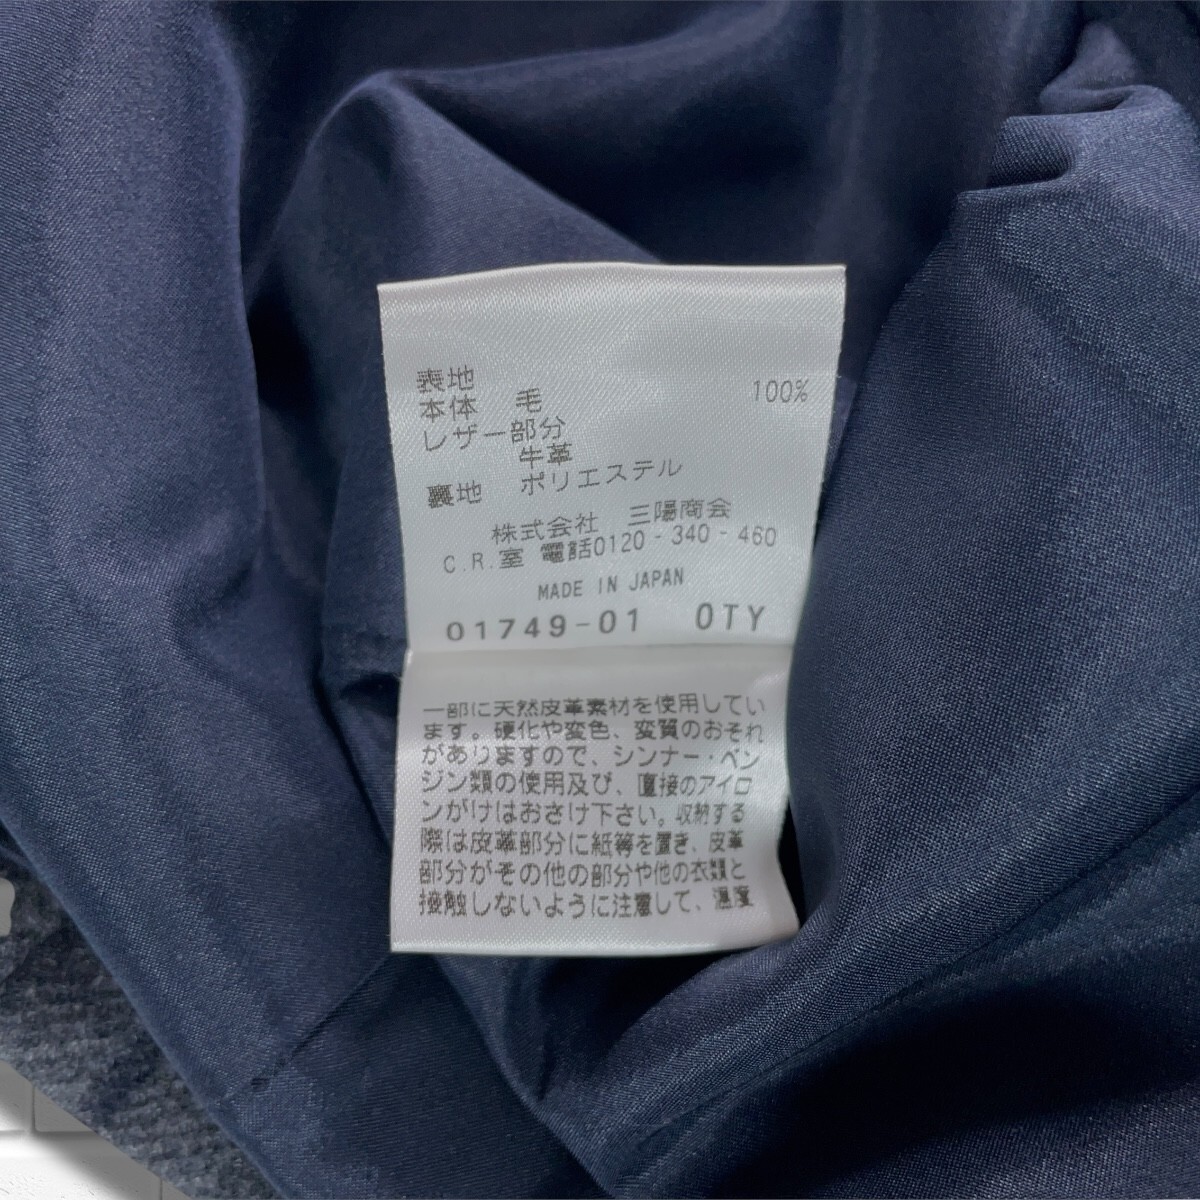 表地
本体 毛 100%
レザー部分
牛革
裏地 ポリエステル
株式会社 三陽商会
C.R.室 電話0120-340-460
MADE IN JAPAN
01749-01 0TY
一部に天然皮革素材を使用してい
ます。硬化や変色、変質のおそれ
がありますので、シンナー・ベン
ジン類の使用及び、直接のアイロ
ンがけはおさけ下さい。収納する
際は皮革部分に紙等を置き、皮革
部分がその他の部分や他の衣類と
接触しないように注意して、温度